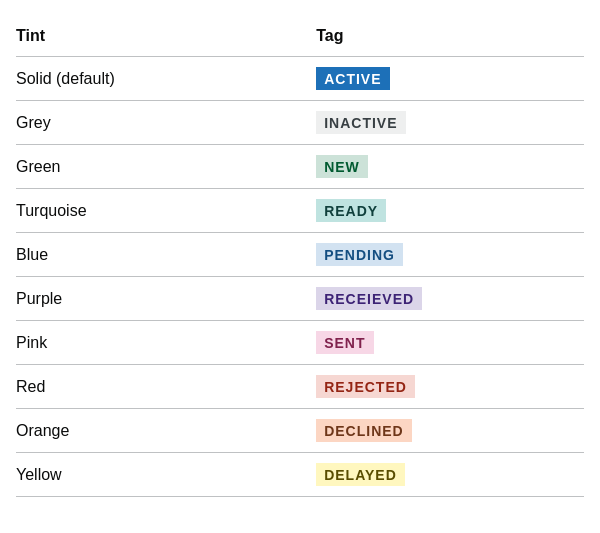 Tint Tag
Solid (default) ACTIVE
Grey INACTIVE
Green NEW
Turquoise READY
Blue PENDING
Purple RECEIEVED
Pink SENT
Red REJECTED
Orange DECLINED
Yellow DELAYED